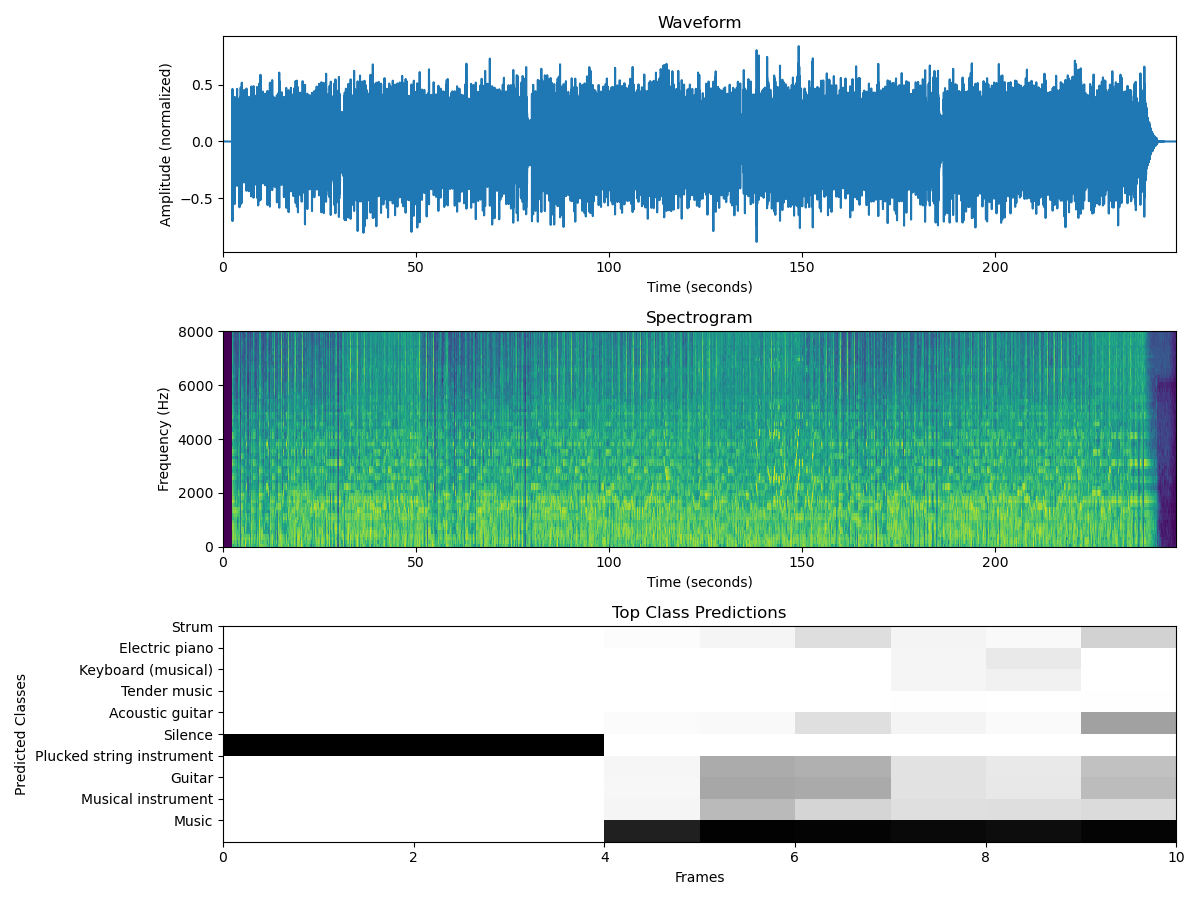 Waveform
Amplitude (normalized)
0.5
0.0
−0.5
0 50 100 150 200
Time (seconds)
Spectrogram
Frequency (Hz)
8000
6000
4000
2000
0
0 50 100 150 200
Time (seconds)
Top Class Predictions
Predicted Classes
Strum
Electric piano
Keyboard (musical)
Tender music
Acoustic guitar
Silence
Plucked string instrument
Guitar
Musical instrument
Music
0 2 4 6 8 10
Frames